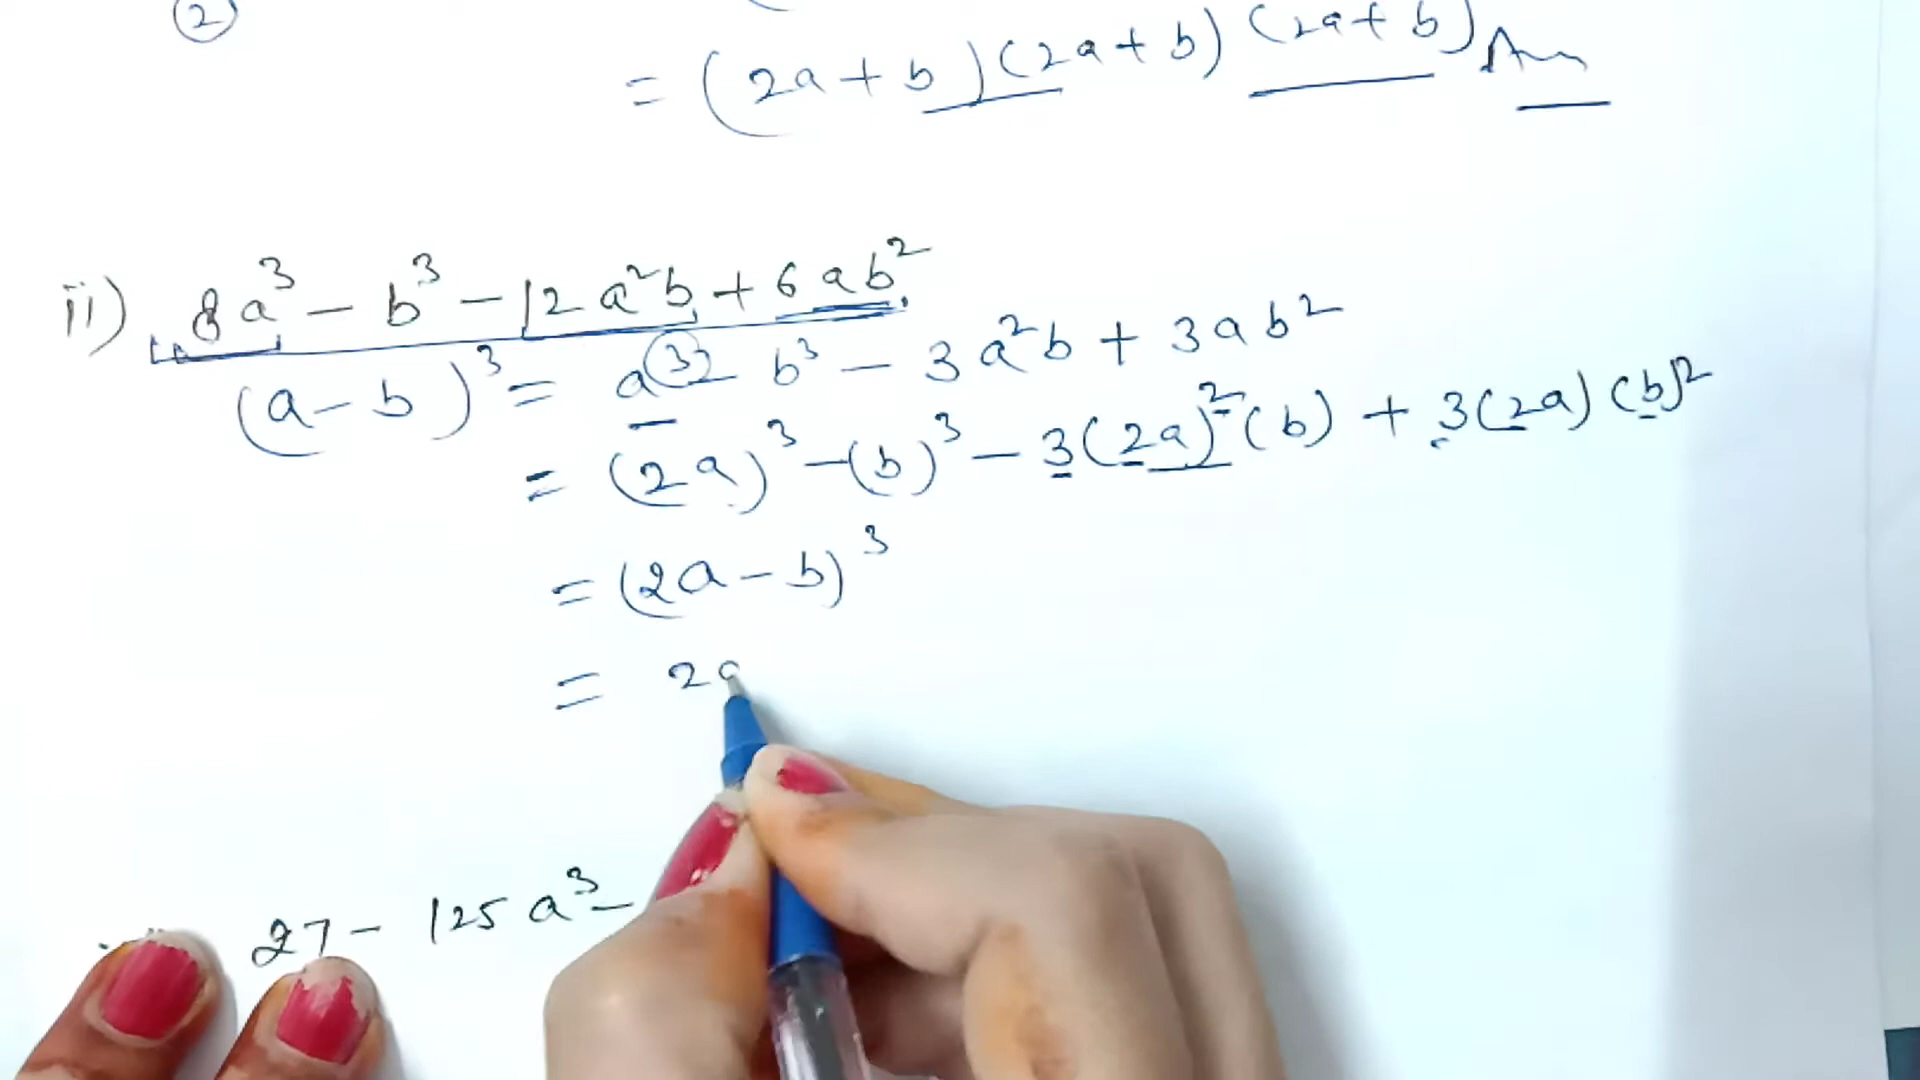 (2)
= (2a + b) (2a + b) (2a + b) Ans
ii) 8a³ - b³ - 12a²b + 6ab²
(a - b)³ = a³ - b³ - 3a²b + 3ab²
= (2a)³ - (b)³ - 3(2a)²(b) + 3(2a)(b)²
= (2a - b)³
= 2a
27 - 125a³ -